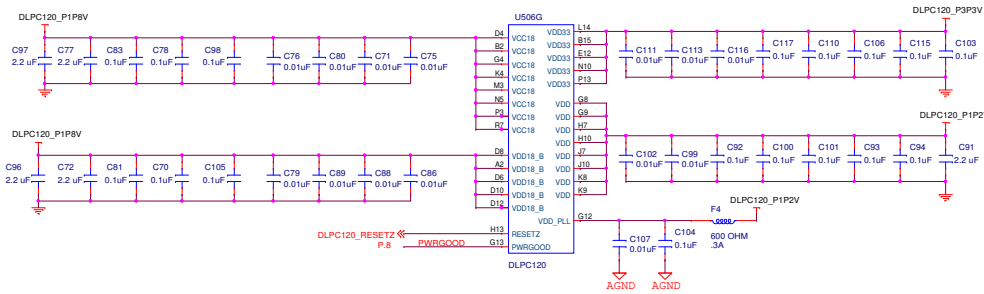 DLPC120_P1P8V
C97
2.2 uF
C77
2.2 uF
C83
0.1uF
C78
0.1uF
C98
0.1uF
C76
0.01uF
C80
0.01uF
C71
0.01uF
C75
0.01uF
DLPC120_P1P8V
C96
2.2 uF
C72
2.2 uF
C81
0.1uF
C70
0.1uF
C105
0.1uF
C79
0.01uF
C89
0.01uF
C88
0.01uF
C86
0.01uF
DLPC120_RESETZ
P.8
PWRGOOD
U506G
D4 VCC18
B2 VCC18
G4 VCC18
K4 VCC18
M3 VCC18
N5 VCC18
P3 VCC18
R7 VCC18
D8 VDD18_B
A2 VDD18_B
D6 VDD18_B
D10 VDD18_B
D12 VDD18_B
H13 RESETZ
G13 PWRGOOD
VDD33 L14
VDD33 B15
VDD33 G12
VDD33 N10
VDD33 P13
VDD G8
VDD G9
VDD H7
VDD H10
VDD J7
VDD J10
VDD K8
VDD K9
VDD_PLL G12
DLPC120
DLPC120_P3P3V
C111
0.01uF
C113
0.01uF
C116
0.01uF
C117
0.1uF
C110
0.1uF
C106
0.1uF
C115
0.1uF
C103
0.1uF
DLPC120_P1P2
C102
0.01uF
C99
0.01uF
C92
0.1uF
C100
0.1uF
C101
0.1uF
C93
0.1uF
C94
0.1uF
C91
2.2 uF
DLPC120_P1P2V
F4
600 OHM
.3A
C107
0.01uF
C104
0.1uF
AGND
AGND